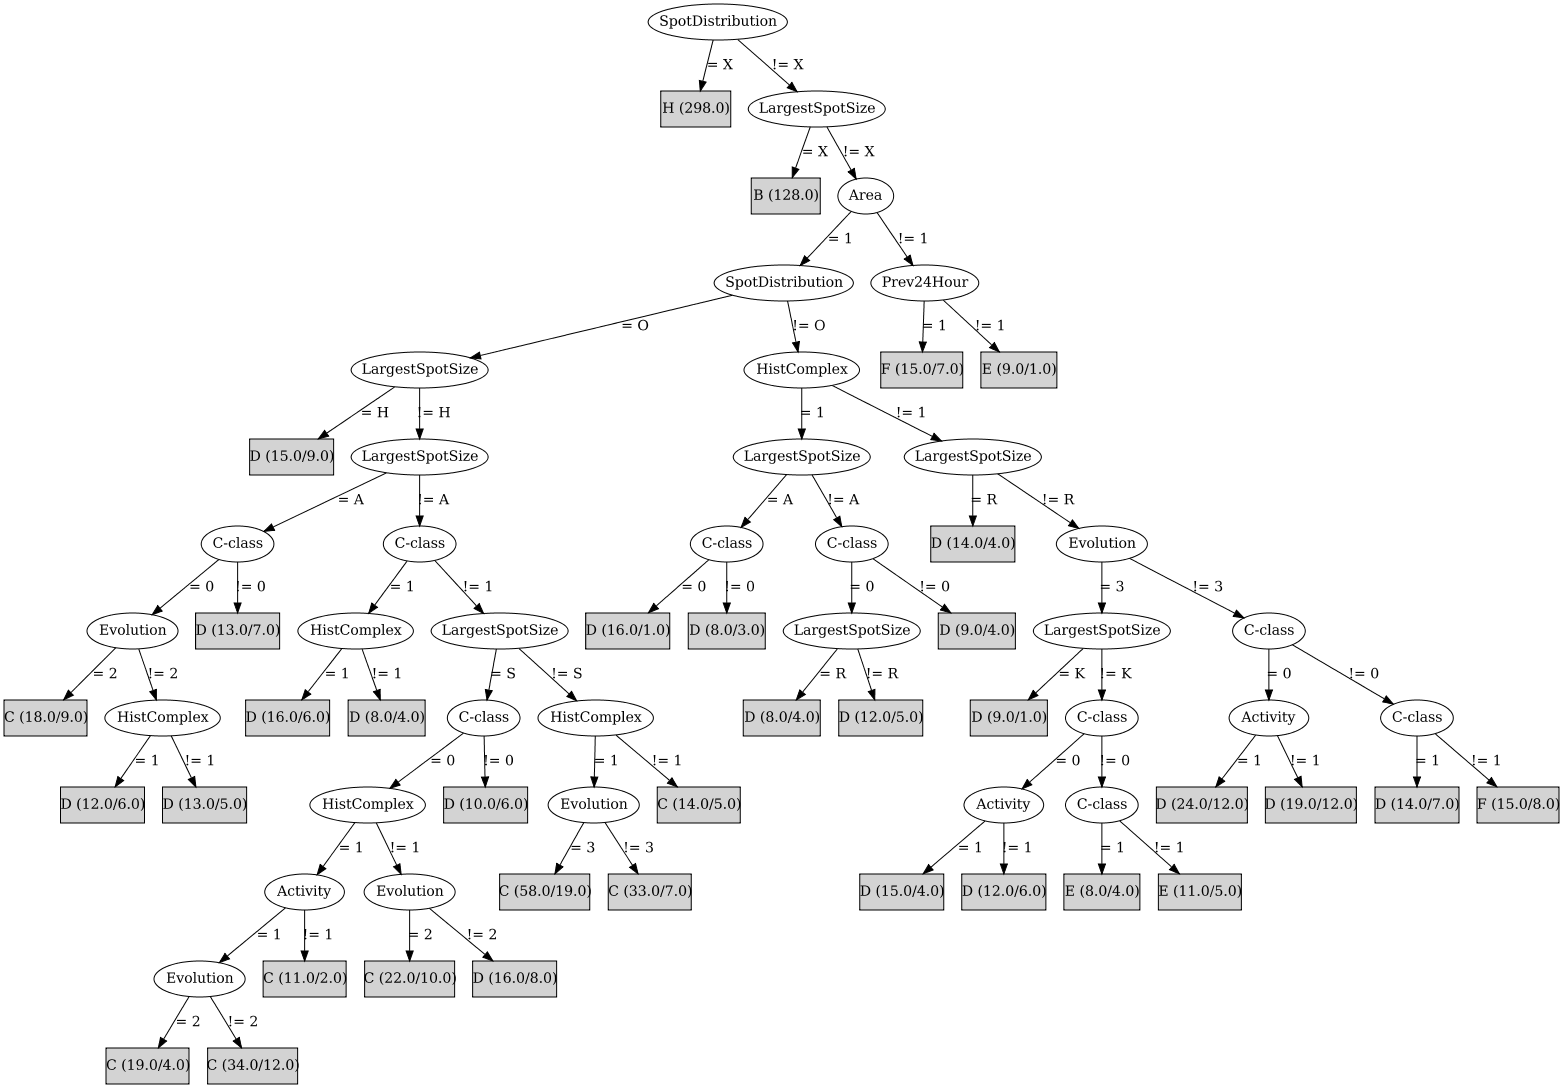 SpotDistribution
= X
!= X
H (298.0)
LargestSpotSize
= X
!= X
B (128.0)
Area
= 1
!= 1
SpotDistribution
Prev24Hour
= O
!= O
= 1
!= 1
LargestSpotSize
HistComplex
F (15.0/7.0)
E (9.0/1.0)
= H
!= H
= 1
!= 1
D (15.0/9.0)
LargestSpotSize
LargestSpotSize
LargestSpotSize
= A
!= A
= A
!= A
= R
!= R
C-class
C-class
C-class
C-class
D (14.0/4.0)
Evolution
= 0
!= 0
= 1
!= 1
= 0
!= 0
= 0
!= 0
= 3
!= 3
Evolution
D (13.0/7.0)
HistComplex
LargestSpotSize
D (16.0/1.0)
D (8.0/3.0)
LargestSpotSize
D (9.0/4.0)
LargestSpotSize
C-class
= 2
!= 2
= 1
!= 1
= S
!= S
= R
!= R
= K
!= K
= 0
!= 0
C (18.0/9.0)
HistComplex
D (16.0/6.0)
D (8.0/4.0)
C-class
HistComplex
D (8.0/4.0)
D (12.0/5.0)
D (9.0/1.0)
C-class
Activity
C-class
= 1
!= 1
= 0
!= 0
= 1
!= 1
= 0
!= 0
= 1
!= 1
= 1
!= 1
D (12.0/6.0)
D (13.0/5.0)
HistComplex
D (10.0/6.0)
Evolution
C (14.0/5.0)
Activity
C-class
D (24.0/12.0)
D (19.0/12.0)
D (14.0/7.0)
F (15.0/8.0)
= 1
!= 1
= 3
!= 3
= 1
!= 1
= 1
!= 1
Activity
Evolution
C (58.0/19.0)
C (33.0/7.0)
D (15.0/4.0)
D (12.0/6.0)
E (8.0/4.0)
E (11.0/5.0)
= 1
!= 1
= 2
!= 2
Evolution
C (11.0/2.0)
C (22.0/10.0)
D (16.0/8.0)
= 2
!= 2
C (19.0/4.0)
C (34.0/12.0)